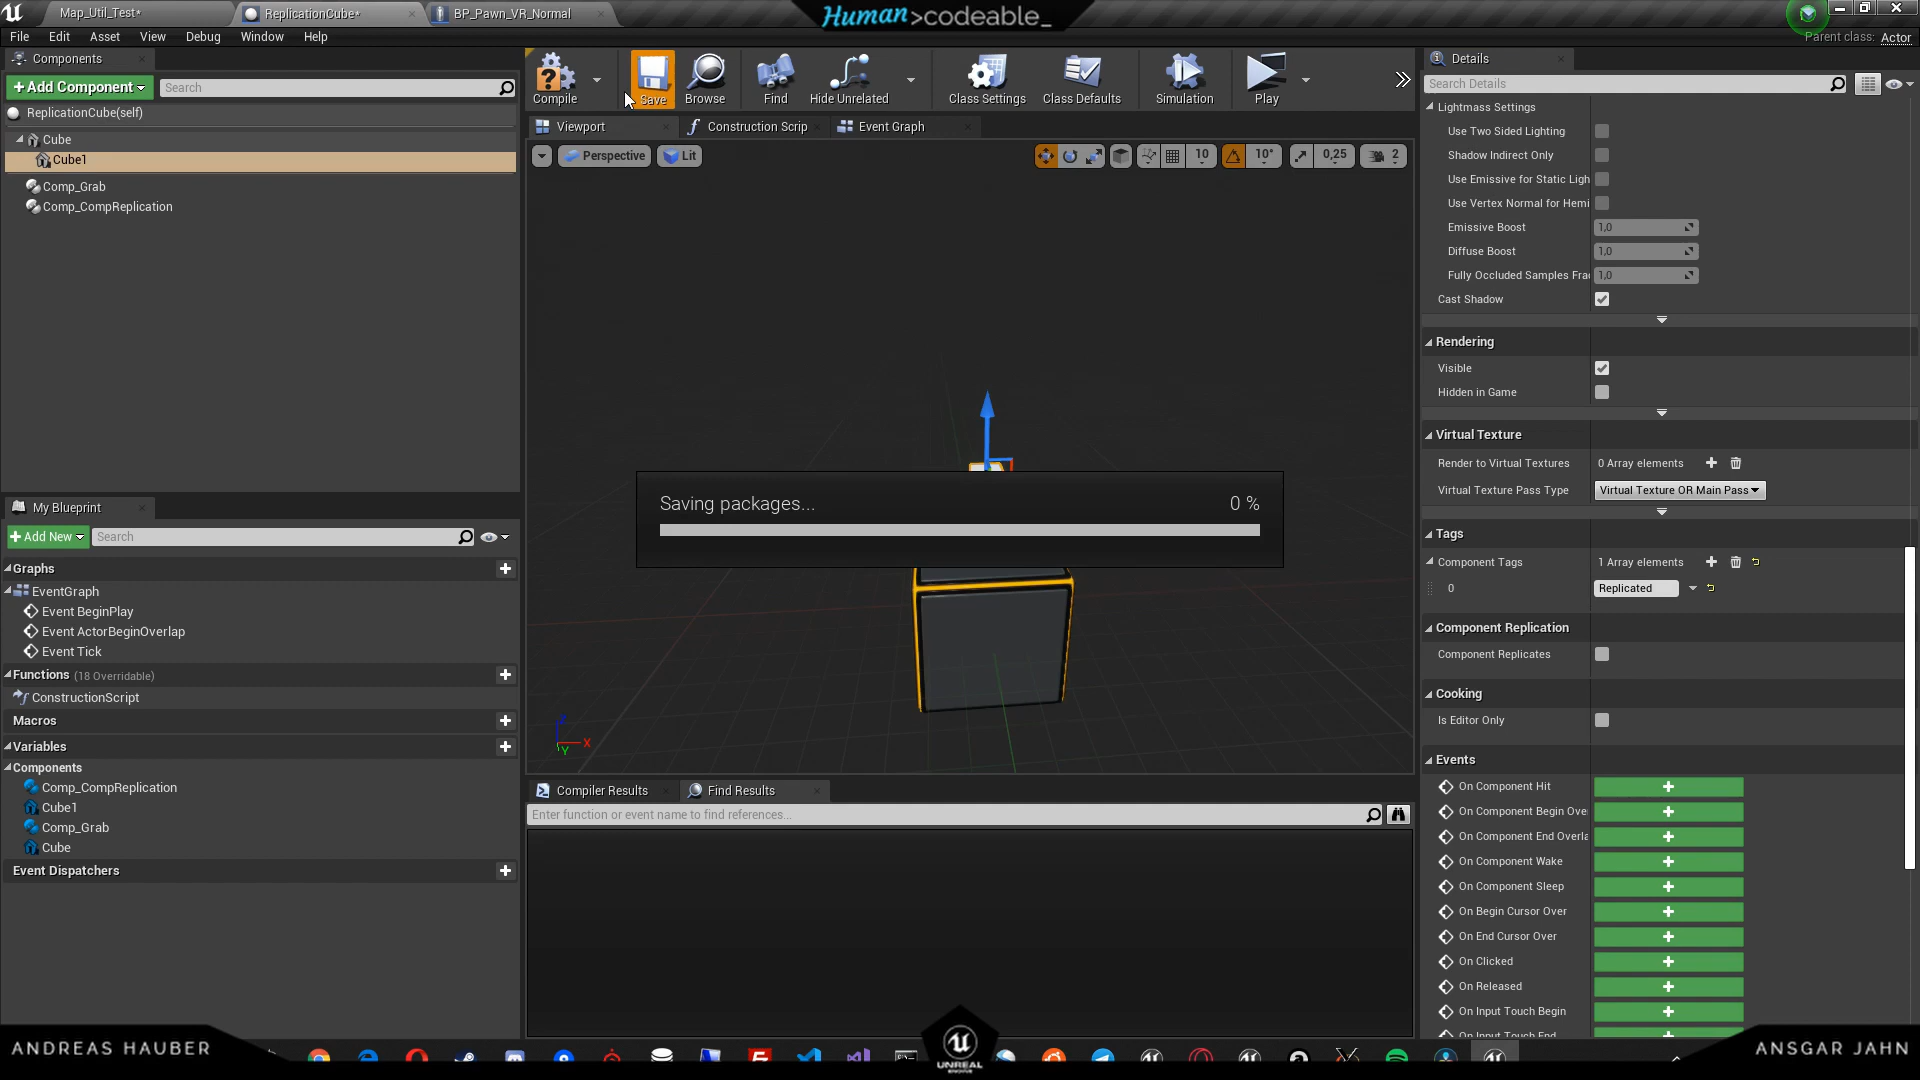 Map_Util_Test*
ReplicationCube*
BP_Pawn_VR_Normal
Human>codeable_
File Edit Asset View Debug Window Help
Parent class: Actor
Components
+ Add Component
Search
ReplicationCube(self)
Cube
Cube1
Comp_Grab
Comp_CompReplication
Compile
Save
Browse
Find
Hide Unrelated
Class Settings
Class Defaults
Simulation
Play
Viewport
Construction Scrip
Event Graph
Perspective
Lit
10
10°
0,25
2
Saving packages...
0 %
X
Y
My Blueprint
+ Add New
Search
Graphs
EventGraph
Event BeginPlay
Event ActorBeginOverlap
Event Tick
Functions (18 Overridable)
ConstructionScript
Macros
Variables
Components
Comp_CompReplication
Cube1
Comp_Grab
Cube
Event Dispatchers
Compiler Results
Find Results
Enter function or event name to find references...
Details
Search Details
Lightmass Settings
Use Two Sided Lighting
Shadow Indirect Only
Use Emissive for Static Ligh
Use Vertex Normal for Hemi
Emissive Boost 1,0
Diffuse Boost 1,0
Fully Occluded Samples Fra 1,0
Cast Shadow
Rendering
Visible
Hidden in Game
Virtual Texture
Render to Virtual Textures 0 Array elements
Virtual Texture Pass Type Virtual Texture OR Main Pass
Tags
Component Tags 1 Array elements
0 Replicated
Component Replication
Component Replicates
Cooking
Is Editor Only
Events
On Component Hit
On Component Begin Ove
On Component End Overla
On Component Wake
On Component Sleep
On Begin Cursor Over
On End Cursor Over
On Clicked
On Released
On Input Touch Begin
On Input Touch End
ANDREAS HAUBER
UNREAL
ENGINE
ANSGAR JAHN